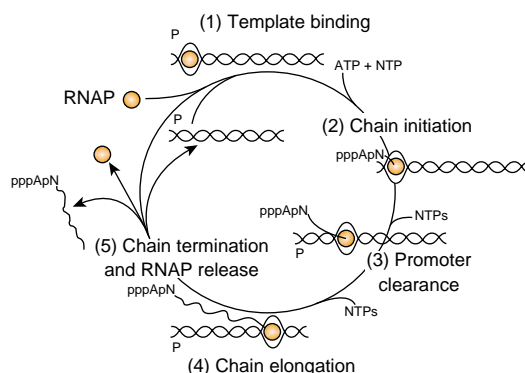 (1) Template binding
P
ATP + NTP
RNAP
P
(2) Chain initiation
pppApN
pppApN
NTPs
pppApN
P
(3) Promoter
clearance
(5) Chain termination
and RNAP release
pppApN
NTPs
P
(4) Chain elongation